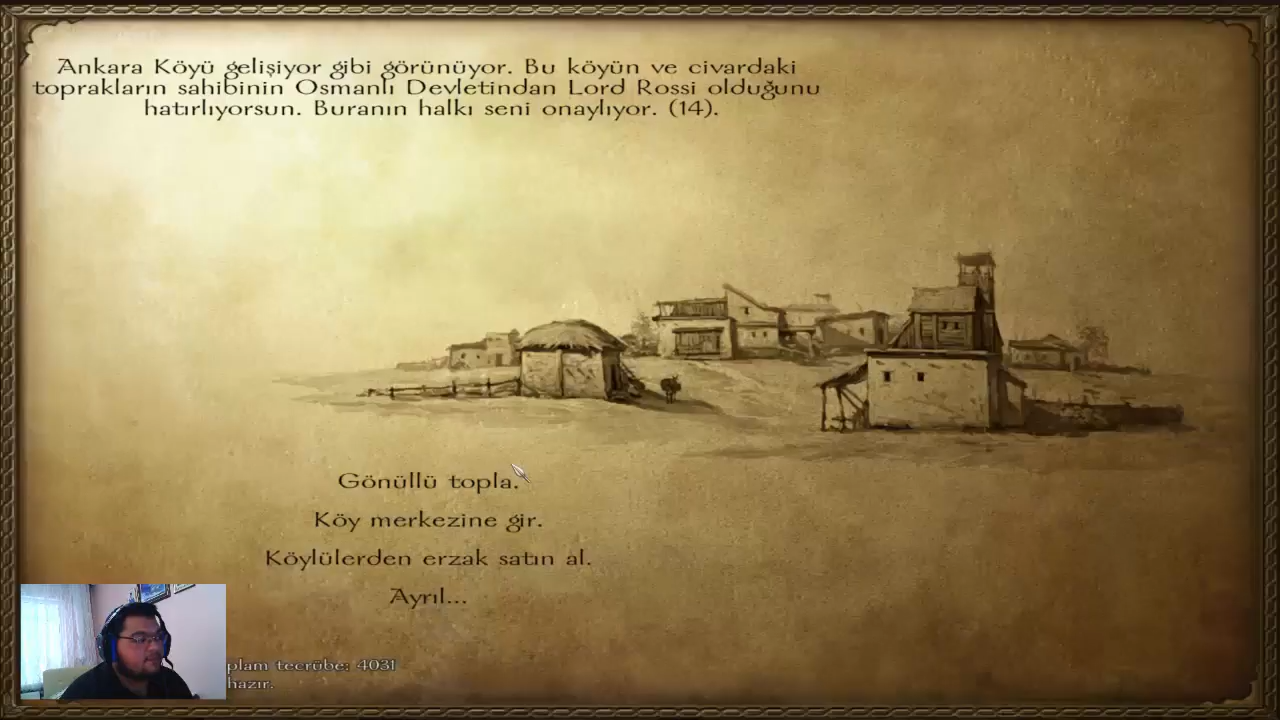 Ankara Köyü gelişiyor gibi görünüyor. Bu köyün ve civardaki
toprakların sahibinin Osmanlı Devletindan Lord Rossi olduğunu
hatırlıyorsun. Buranın halkı seni onaylıyor. (14).
Gönüllü topla.
Köy merkezine gir.
Köylülerden erzak satın al.
Ayrıl...
plam tecrübe: 4031
hazır.